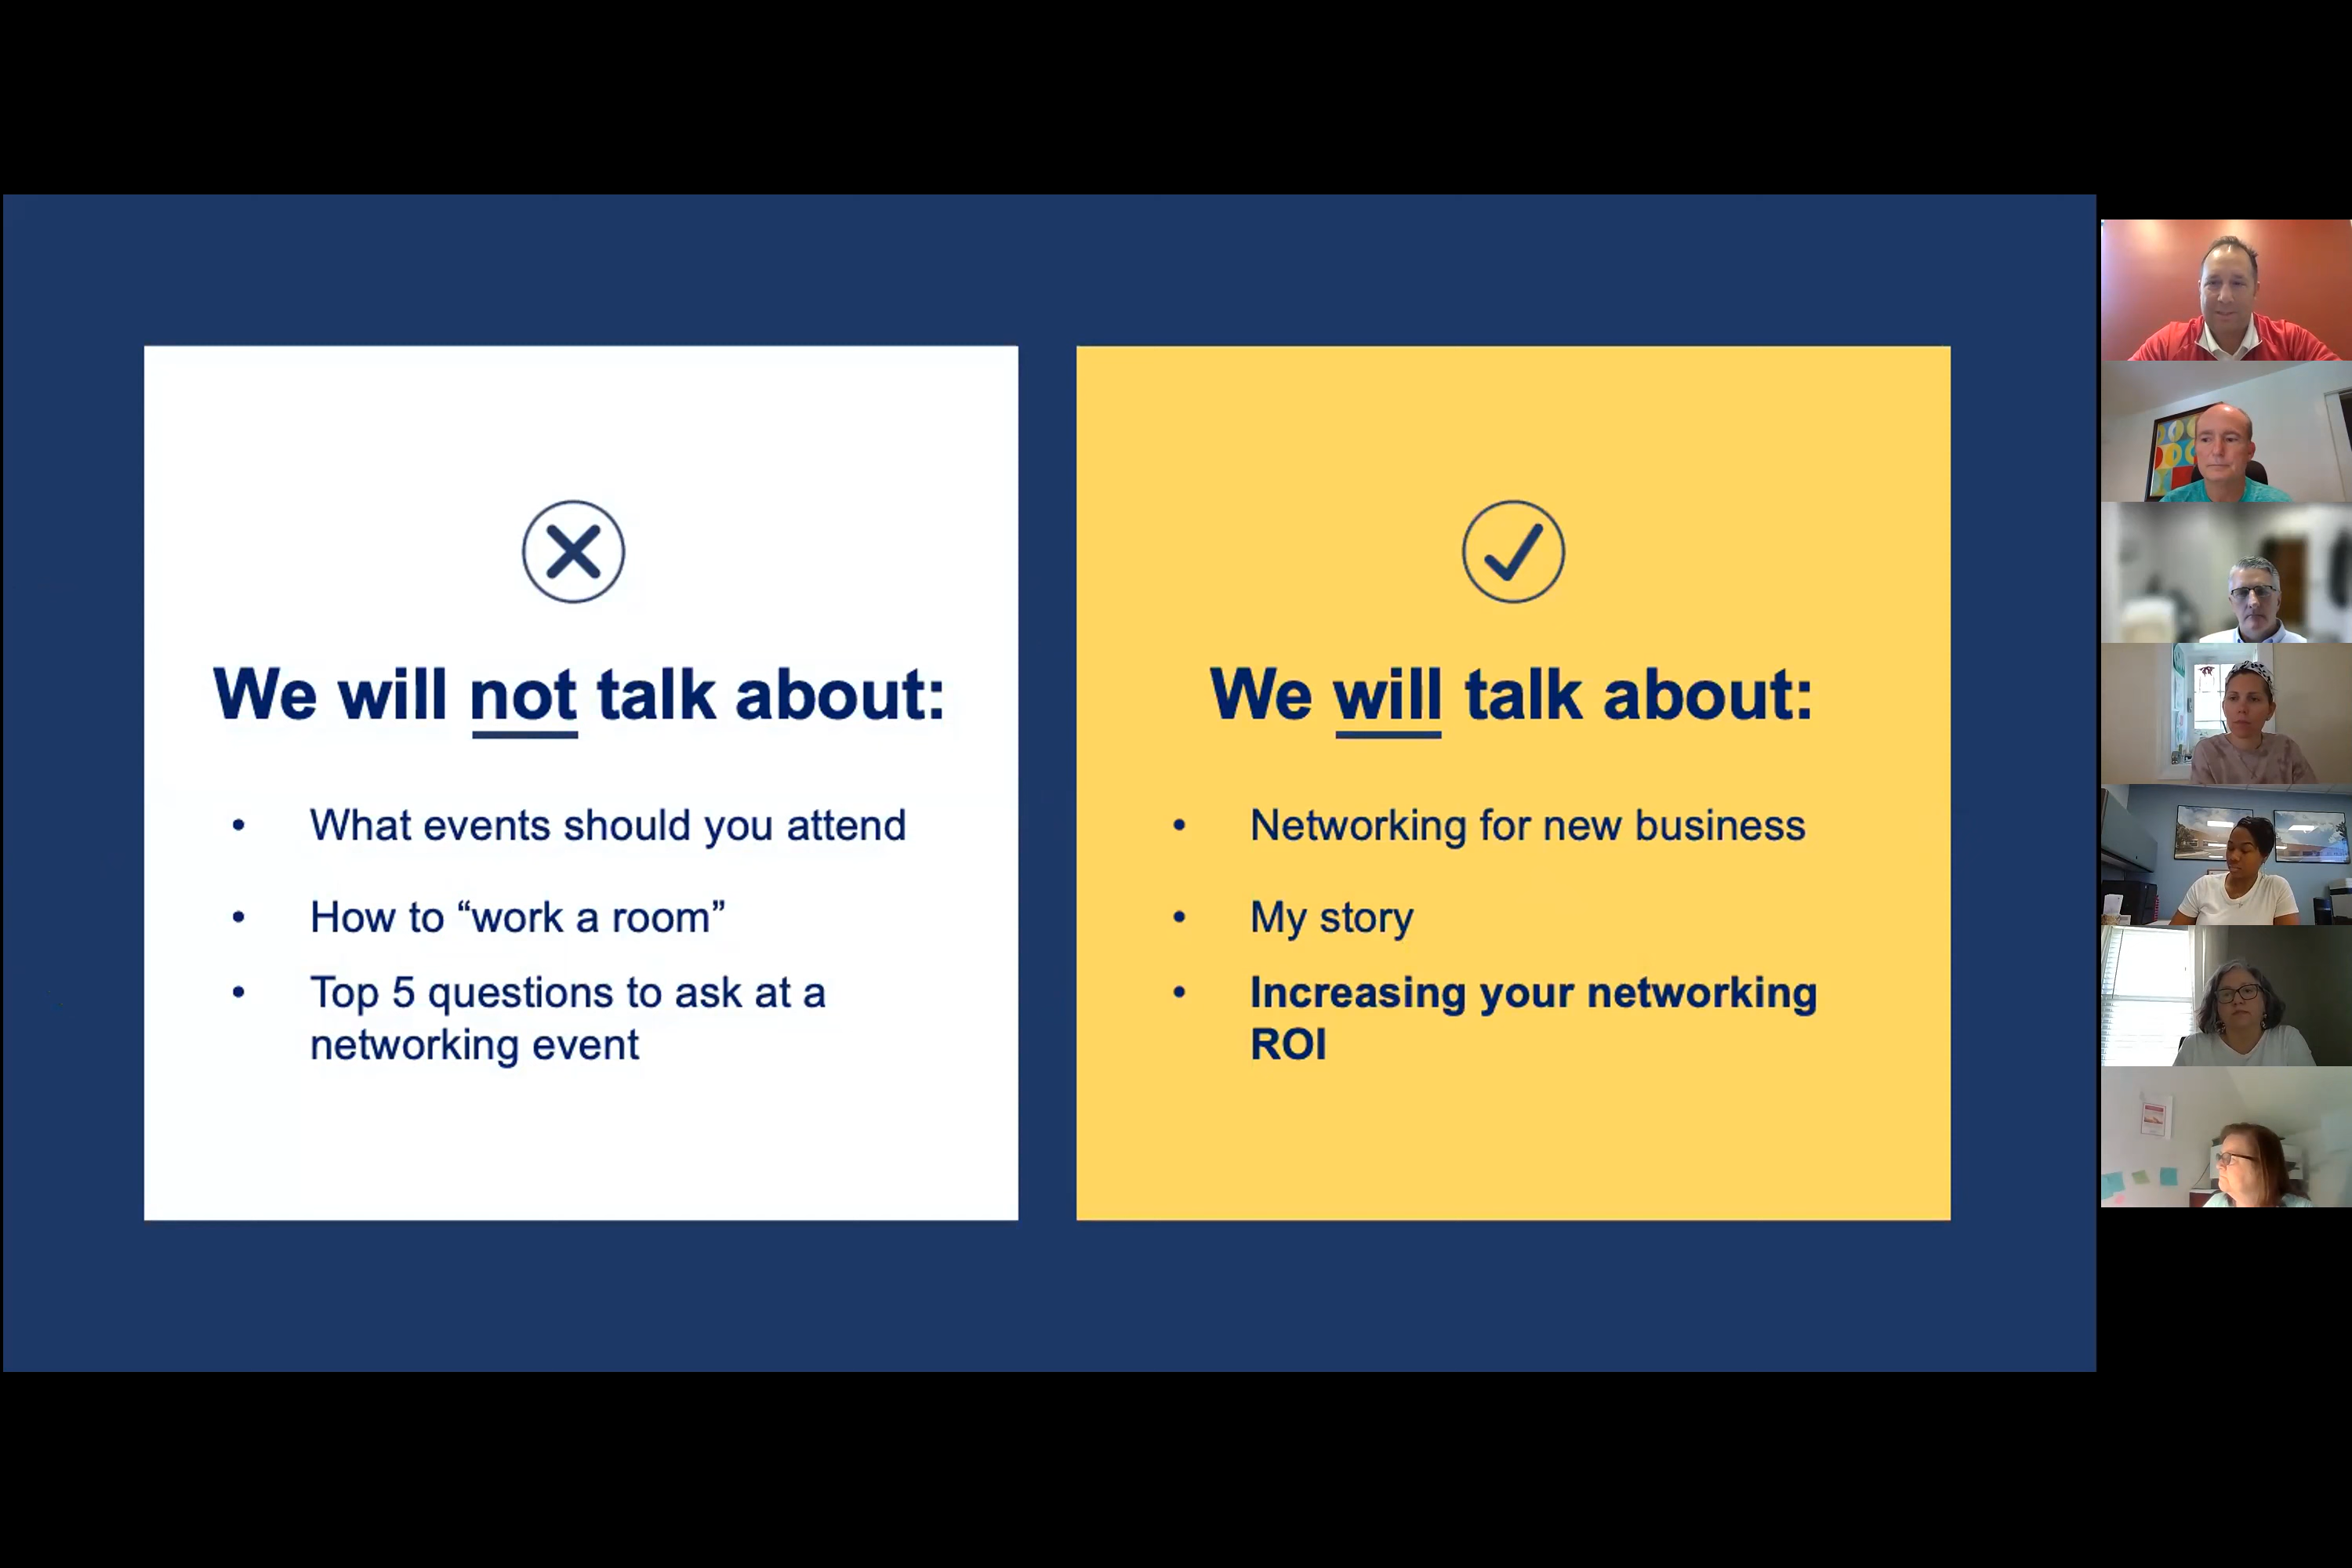 We will not talk about:
• What events should you attend
• How to “work a room”
• Top 5 questions to ask at a
networking event
We will talk about:
• Networking for new business
• My story
• Increasing your networking
ROI